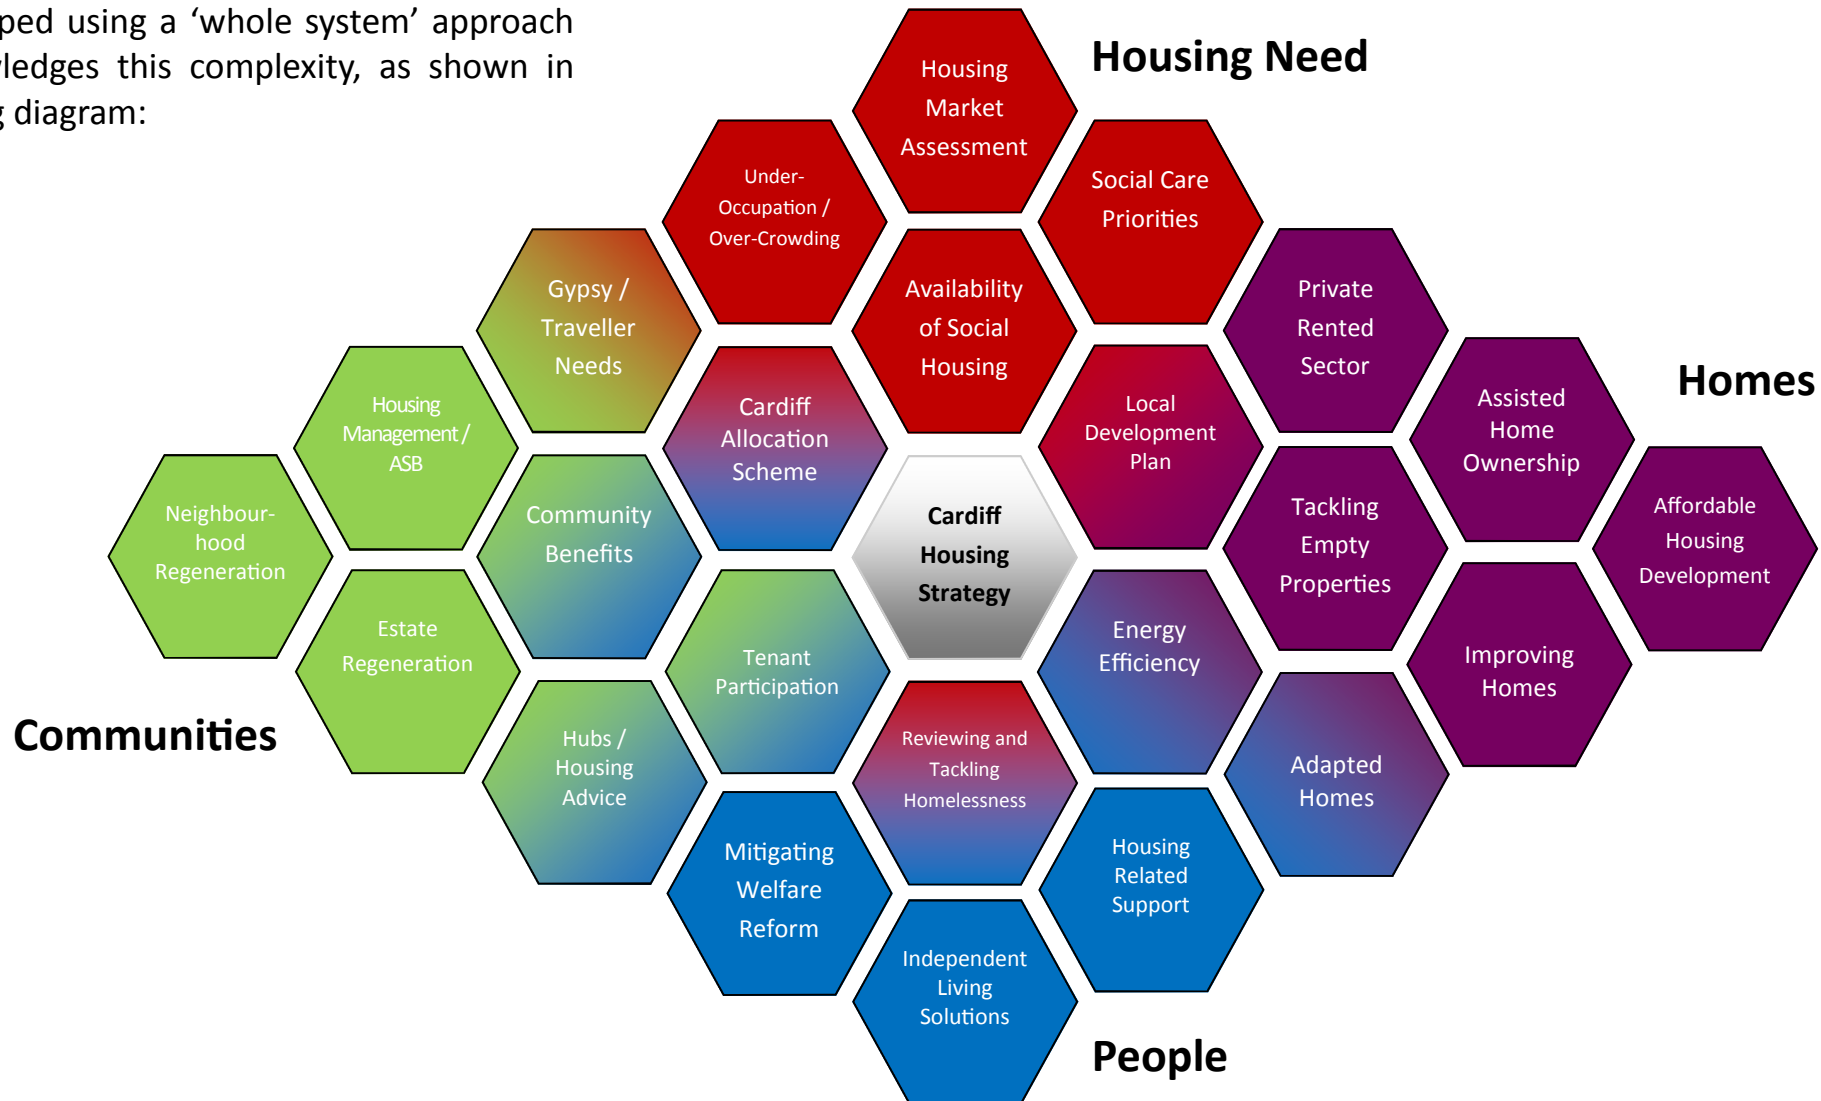 ped using a ‘whole system’ approach
ledges this complexity, as shown in
g diagram:
Housing Need
Housing
Market
Assessment
Under-
Occupation /
Over-Crowding
Social Care
Priorities
Gypsy /
Traveller
Needs
Availability
of Social
Housing
Private
Rented
Sector
Homes
Housing
Management /
ASB
Cardiff
Allocation
Scheme
Local
Development
Plan
Assisted
Home
Ownership
Neighbour-
hood
Regeneration
Community
Benefits
Cardiff
Housing
Strategy
Tackling
Empty
Properties
Affordable
Housing
Development
Estate
Regeneration
Tenant
Participation
Energy
Efficiency
Improving
Homes
Communities
Hubs /
Housing
Advice
Reviewing and
Tackling
Homelessness
Adapted
Homes
Mitigating
Welfare
Reform
Housing
Related
Support
Independent
Living
Solutions
People